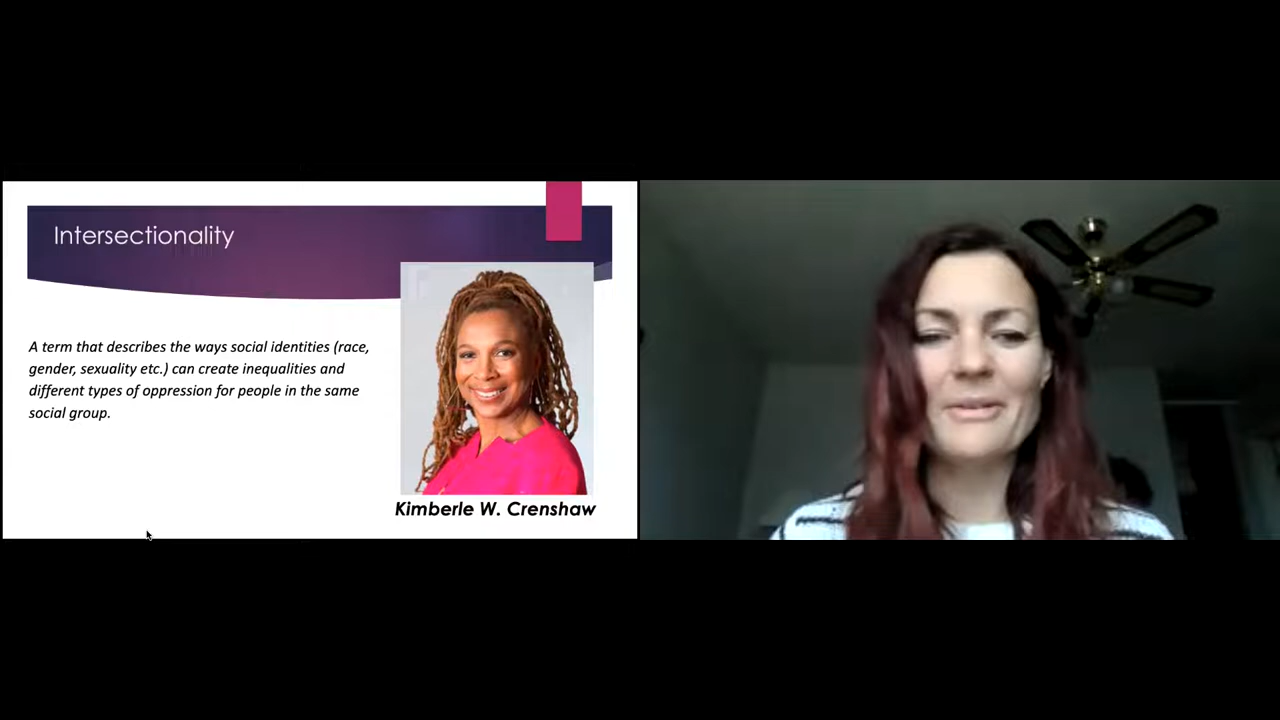 Intersectionality
A term that describes the ways social identities (race,
gender, sexuality etc.) can create inequalities and
different types of oppression for people in the same
social group.
Kimberle W. Crenshaw